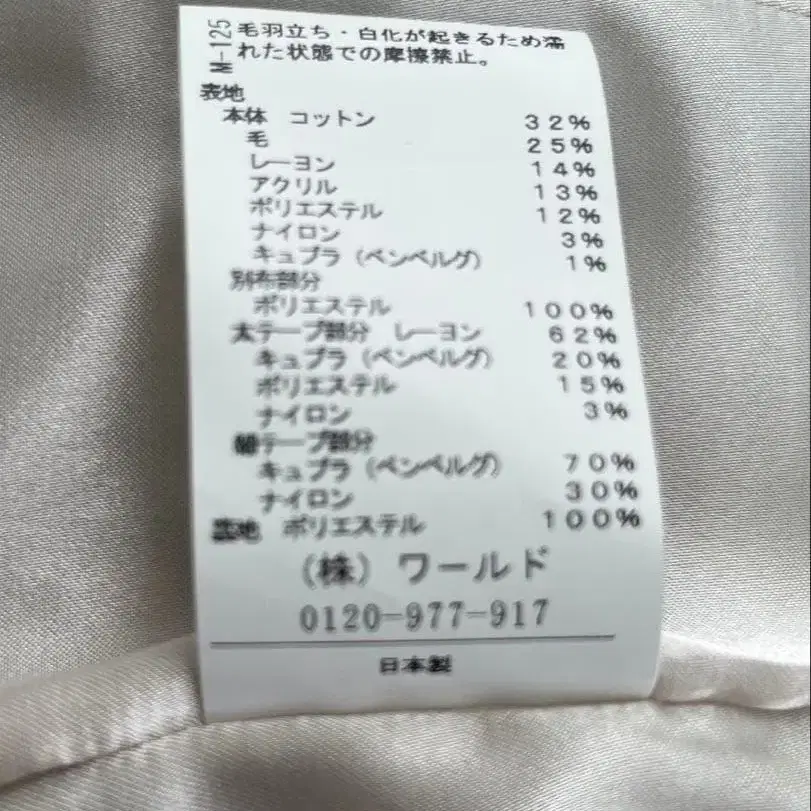 M-125
毛羽立ち・白化が起きるため濡
れた状態での摩擦禁止。
表地
本体 コットン 32%
毛 25%
レーヨン 14%
アクリル 13%
ポリエステル 12%
ナイロン 3%
キュプラ(ベンベルグ) 1%
別布部分
ポリエステル 100%
太テープ部分 レーヨン 62%
キュプラ(ベンベルグ) 20%
ポリエステル 15%
ナイロン 3%
細テープ部分
キュプラ(ベンベルグ) 70%
ナイロン 30%
裏地 ポリエステル 100%
(株)ワールド
0120-977-917
日本製